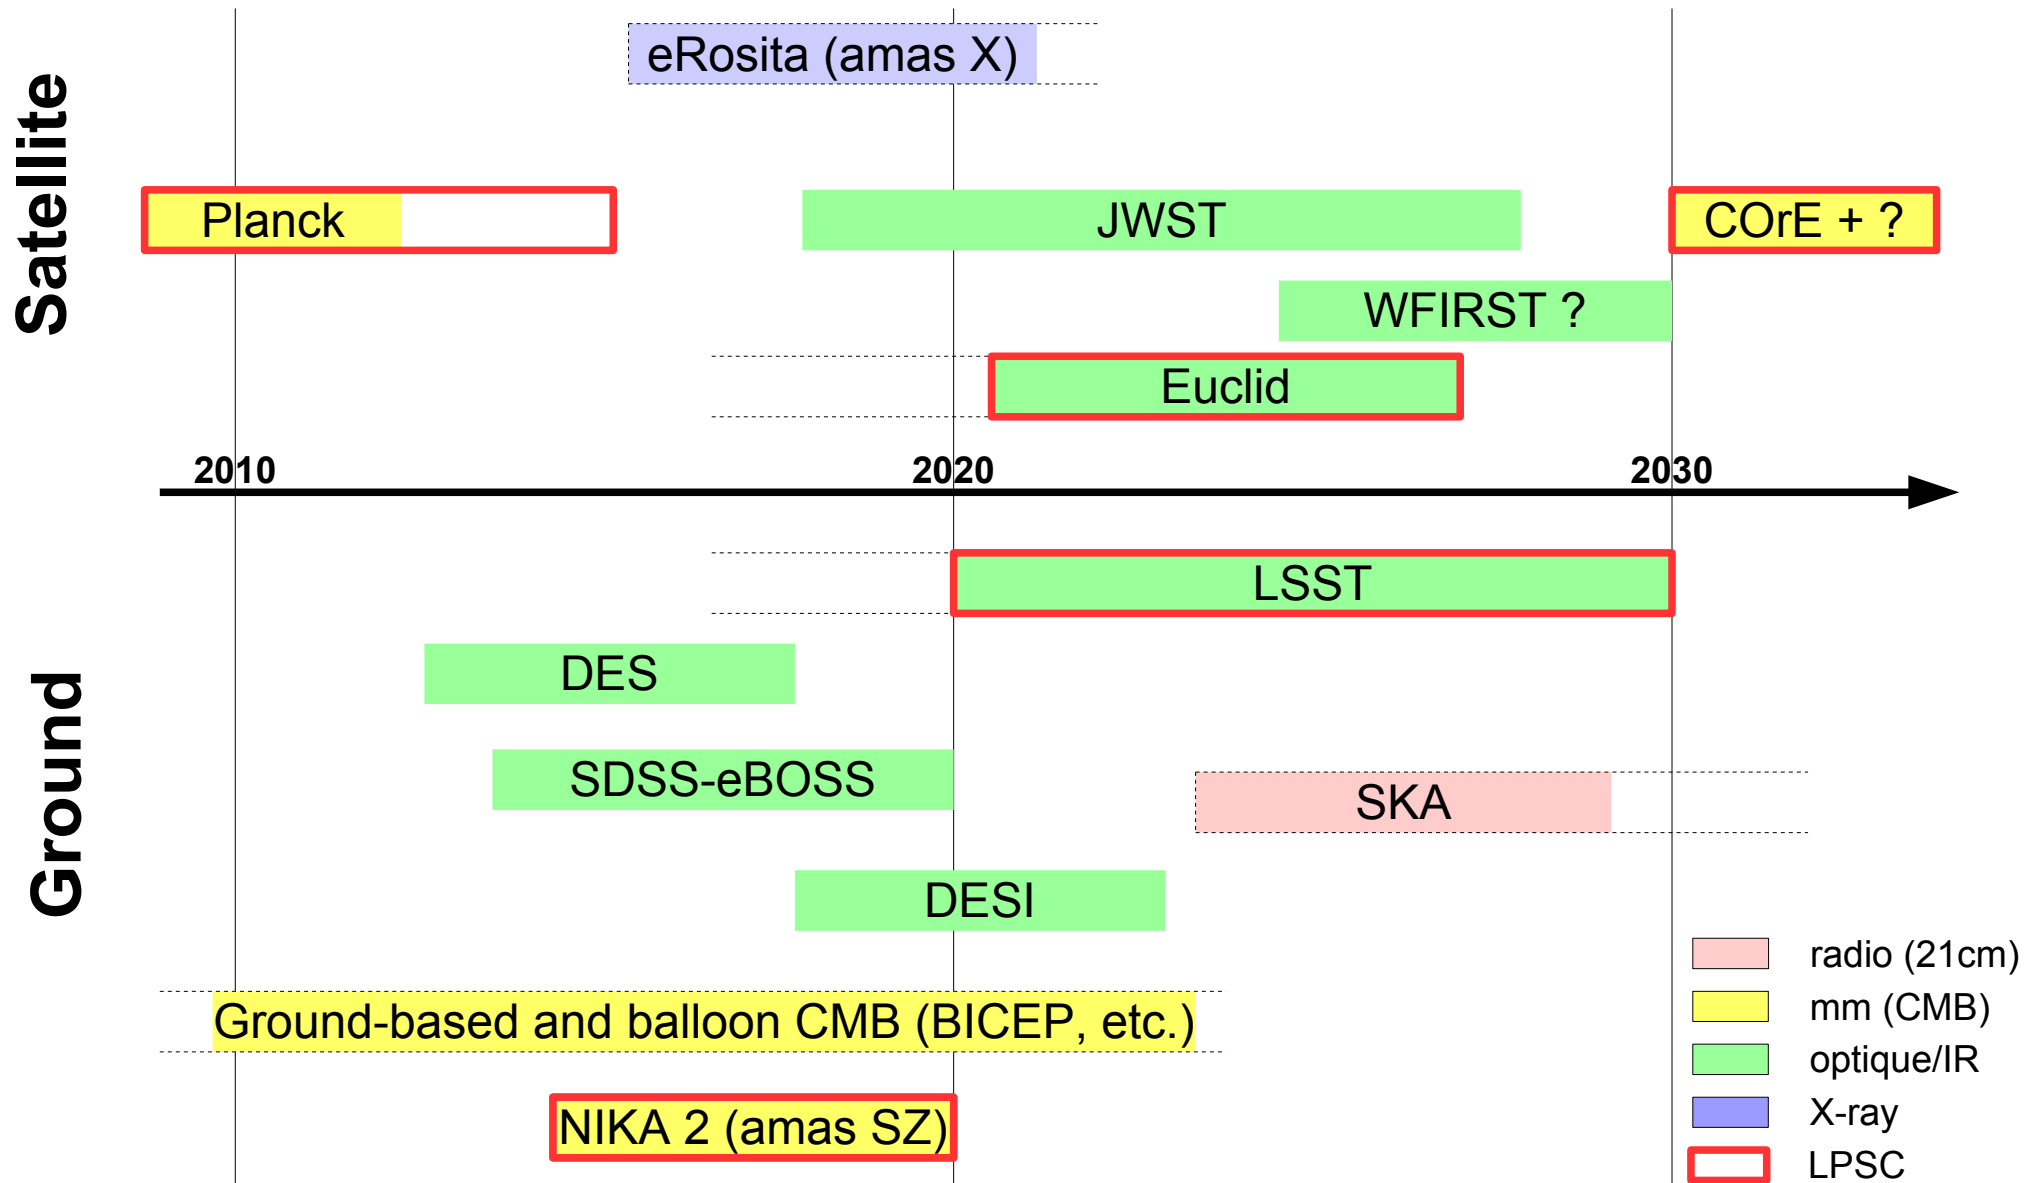 Satellite
eRosita (amas X)
Planck
JWST
COrE + ?
WFIRST ?
Euclid
2010
2020
2030
Ground
LSST
DES
SDSS-eBOSS
SKA
DESI
Ground-based and balloon CMB (BICEP, etc.)
NIKA 2 (amas SZ)
radio (21cm)
mm (CMB)
optique/IR
X-ray
LPSC